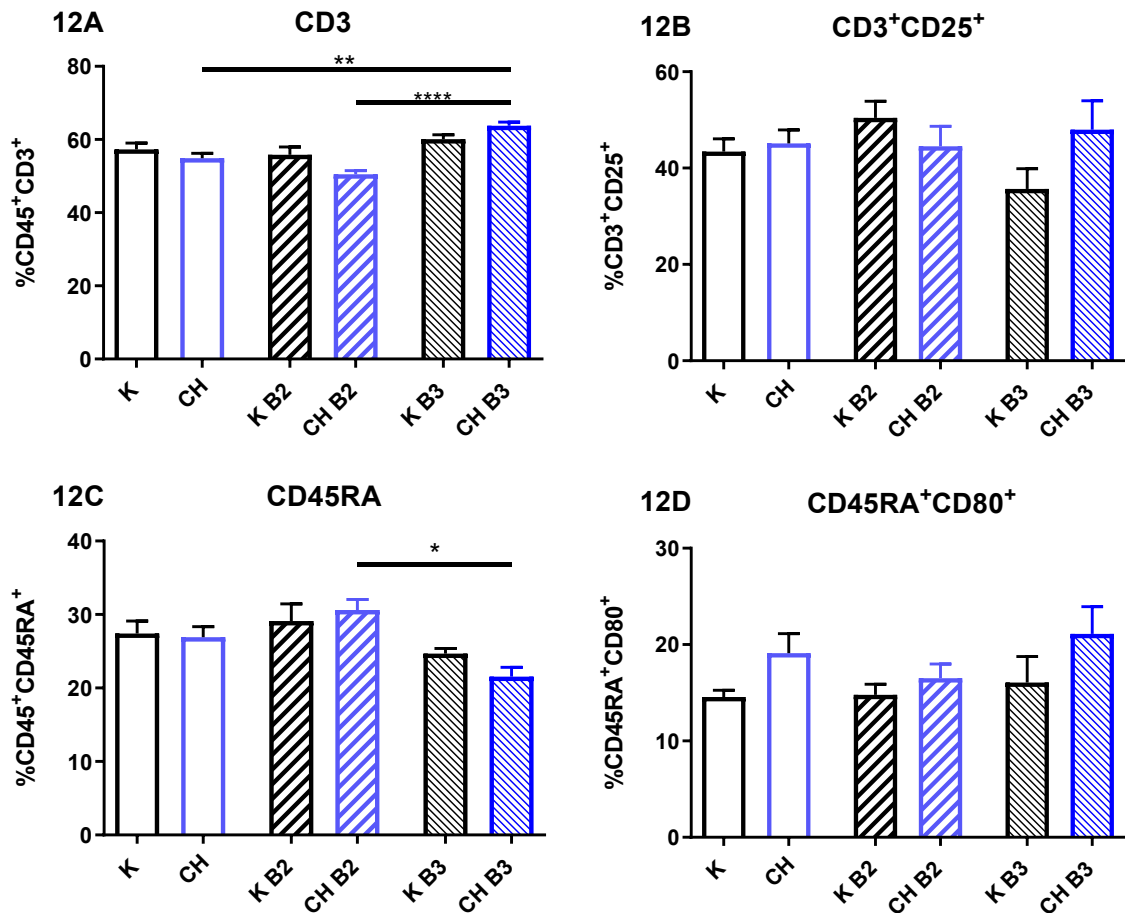 12A CD3
**
****
%CD45⁺CD3⁺
80
60
40
20
0
K CH K B2 CH B2 K B3 CH B3
12B CD3⁺CD25⁺
%CD3⁺CD25⁺
60
40
20
0
K CH K B2 CH B2 K B3 CH B3
12C CD45RA
*
%CD45⁺CD45RA⁺
40
30
20
10
0
K CH K B2 CH B2 K B3 CH B3
12D CD45RA⁺CD80⁺
%CD45RA⁺CD80⁺
30
20
10
0
K CH K B2 CH B2 K B3 CH B3